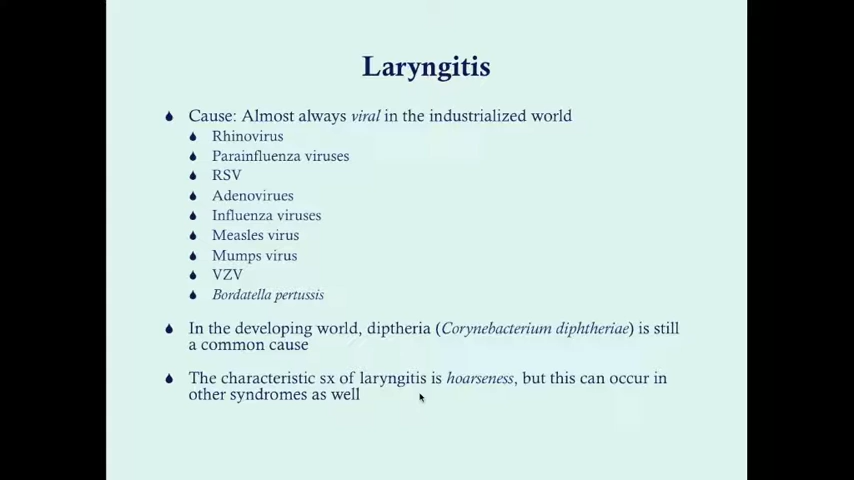 Laryngitis
Cause: Almost always viral in the industrialized world
Rhinovirus
Parainfluenza viruses
RSV
Adenovirues
Influenza viruses
Measles virus
Mumps virus
VZV
Bordatella pertussis
In the developing world, diptheria (Corynebacterium diphtheriae) is still
a common cause
The characteristic sx of laryngitis is hoarseness, but this can occur in
other syndromes as well